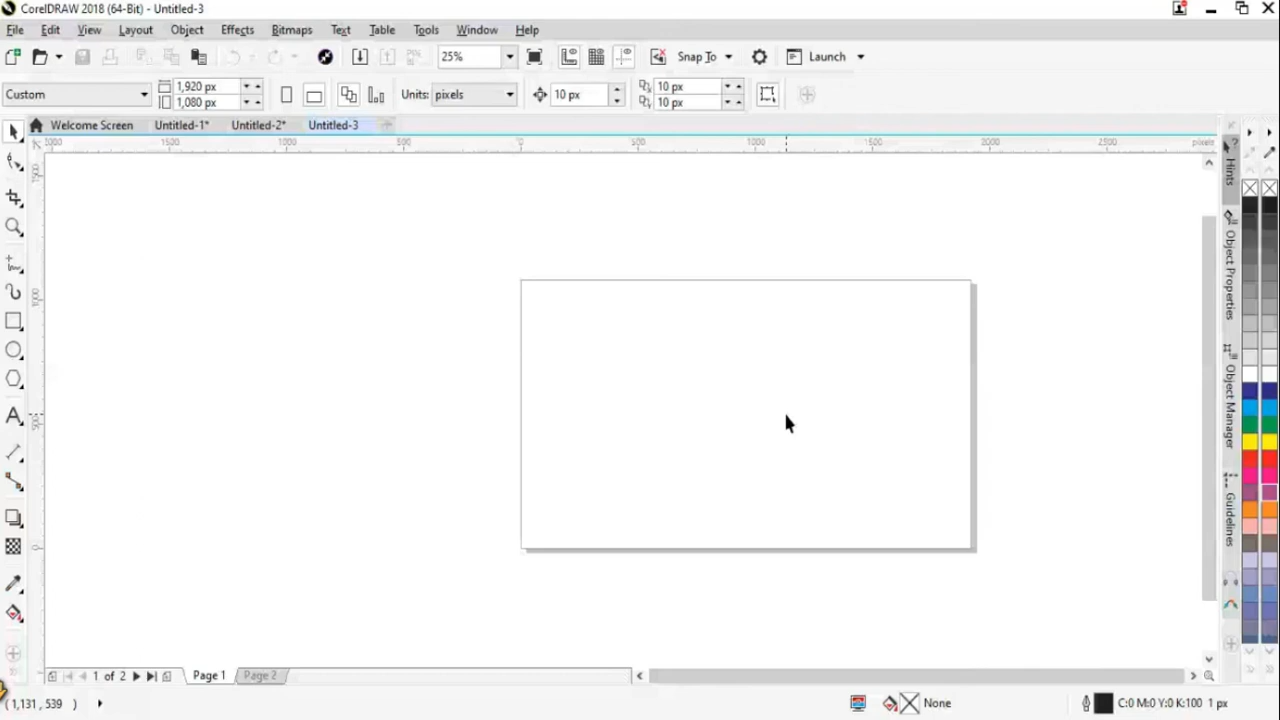 CorelDRAW 2018 (64-Bit) - Untitled-3
File Edit View Layout Object Effects Bitmaps Text Table Tools Window Help
25% Snap To Launch
Custom 1,920 px 1,080 px Units: pixels 10 px 10 px 10 px
Welcome Screen Untitled-1* Untitled-2* Untitled-3
1500 1000 500 0 500 1000 1500 2000 2500 pixels
Hints
Object Properties
Object Manager
Guidelines
1 of 2 Page 1 Page 2
( 1,131 , 539 ) None C:0 M:0 Y:0 K:100 1 px